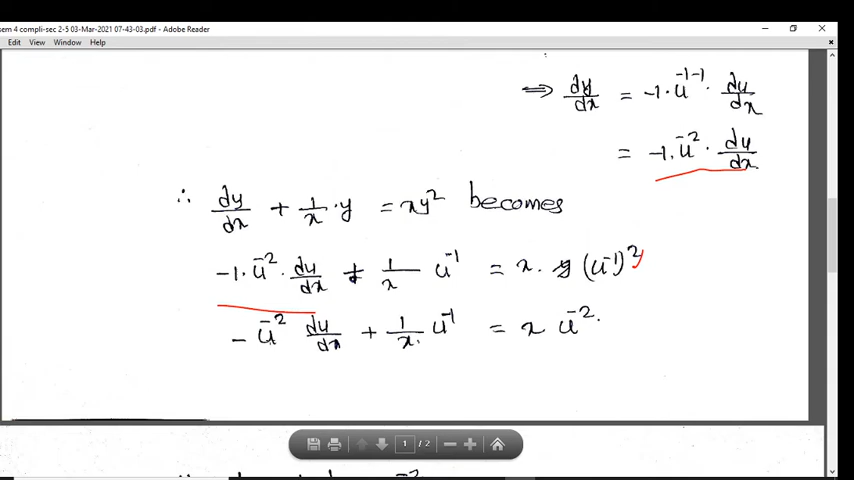 sem 4 compli-sec 2-5 03-Mar-2021 07-43-03.pdf - Adobe Reader
Edit View Window Help
⟹ dy/dx = -1·u⁻¹⁻¹· du/dx
= -1·u⁻²· du/dx.
∴ dy/dx + 1/x ·y = xy² becomes
-1·u⁻²· du/dx + 1/x u⁻¹ = x· (u⁻¹)²
- u⁻² du/dx + 1/x. u⁻¹ = x u⁻².
1 / 2